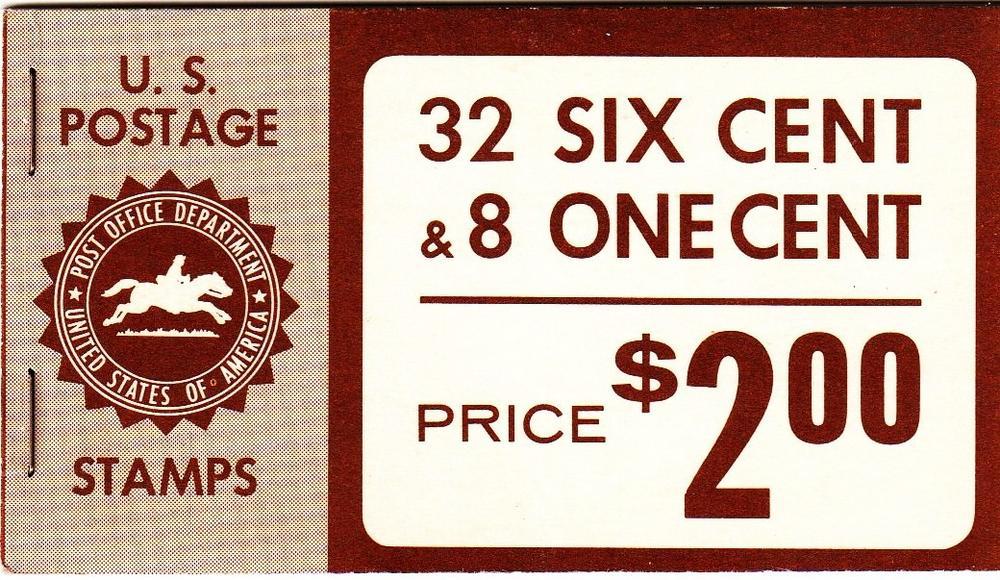 U. S.
POSTAGE
POST OFFICE DEPARTMENT
★ UNITED STATES OF AMERICA ★
STAMPS
32 SIX CENT
& 8 ONE CENT
PRICE $2.00